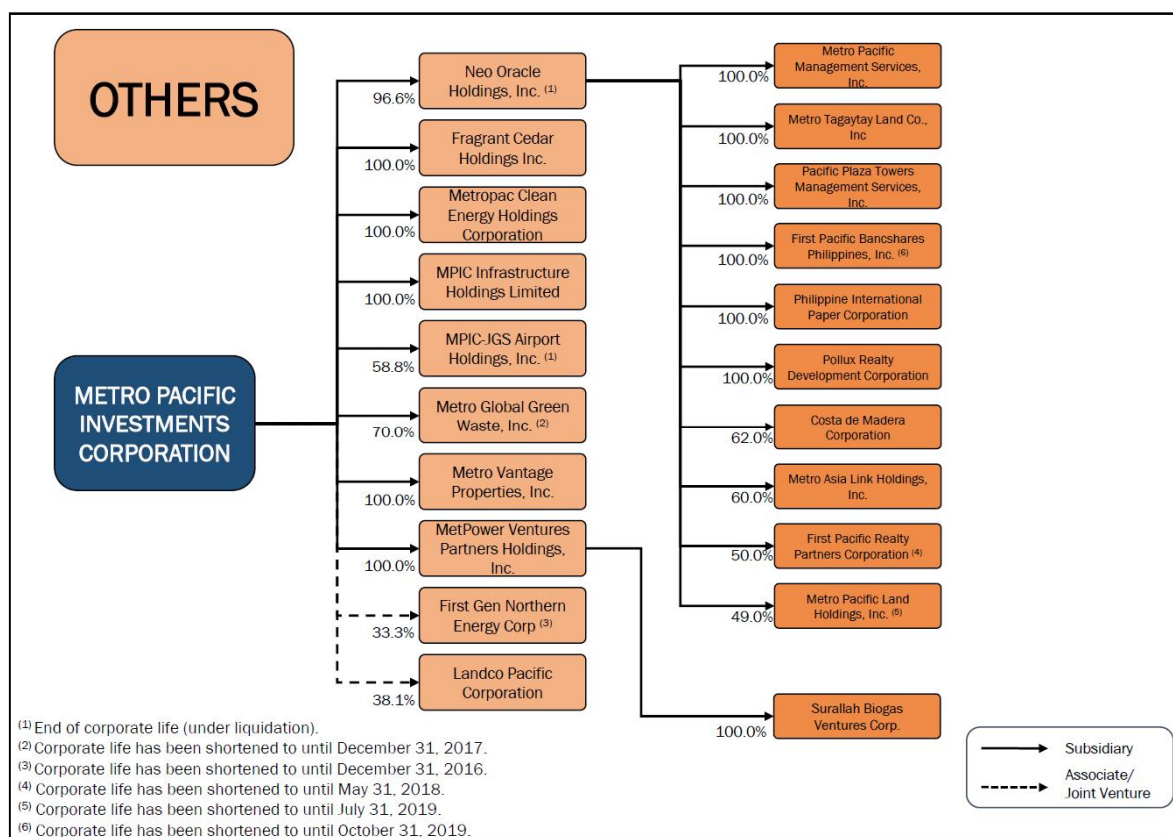 OTHERS
METRO PACIFIC
INVESTMENTS
CORPORATION
Neo Oracle
Holdings, Inc. (1)
96.6%
Fragrant Cedar
Holdings Inc.
100.0%
Metropac Clean
Energy Holdings
Corporation
100.0%
MPIC Infrastructure
Holdings Limited
100.0%
MPIC-JGS Airport
Holdings, Inc. (1)
58.8%
Metro Global Green
Waste, Inc. (2)
70.0%
Metro Vantage
Properties, Inc.
100.0%
MetPower Ventures
Partners Holdings,
Inc.
100.0%
First Gen Northern
Energy Corp (3)
33.3%
Landco Pacific
Corporation
38.1%
Metro Pacific
Management Services,
Inc.
100.0%
Metro Tagaytay Land Co.,
Inc
100.0%
Pacific Plaza Towers
Management Services,
Inc.
100.0%
First Pacific Bancshares
Philippines, Inc. (6)
100.0%
Philippine International
Paper Corporation
100.0%
Pollux Realty
Development Corporation
100.0%
Costa de Madera
Corporation
62.0%
Metro Asia Link Holdings,
Inc.
60.0%
First Pacific Realty
Partners Corporation (4)
50.0%
Metro Pacific Land
Holdings, Inc. (5)
49.0%
Surallah Biogas
Ventures Corp.
100.0%
(1) End of corporate life (under liquidation).
(2) Corporate life has been shortened to until December 31, 2017.
(3) Corporate life has been shortened to until December 31, 2016.
(4) Corporate life has been shortened to until May 31, 2018.
(5) Corporate life has been shortened to until July 31, 2019.
(6) Corporate life has been shortened to until October 31, 2019.
Subsidiary
Associate/
Joint Venture